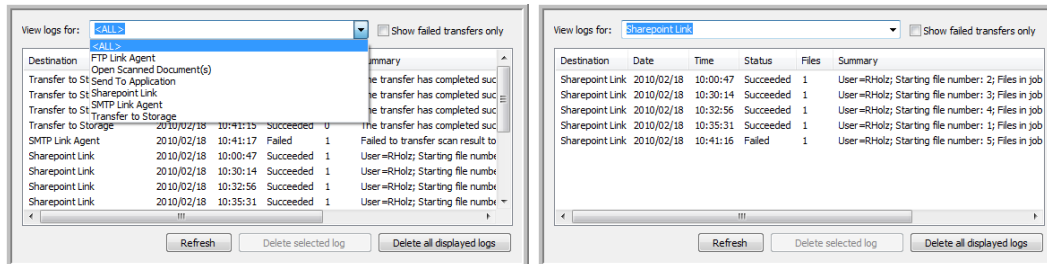 View logs for: <ALL> Show failed transfers only
<ALL>
FTP Link Agent
Open Scanned Document(s)
Send To Application
Sharepoint Link
SMTP Link Agent
Transfer to Storage
Destination
Transfer to St he transfer has completed suc
Transfer to St he transfer has completed suc
Transfer to St he transfer has completed suc
Transfer to Storage 2010/02/18 10:41:15 Succeeded 0 The transfer has completed suc
SMTP Link Agent 2010/02/18 10:41:17 Failed 1 Failed to transfer scan result to
Sharepoint Link 2010/02/18 10:00:47 Succeeded 1 User=RHolz; Starting file numbe
Sharepoint Link 2010/02/18 10:30:14 Succeeded 1 User=RHolz; Starting file numbe
Sharepoint Link 2010/02/18 10:32:56 Succeeded 1 User=RHolz; Starting file numbe
Sharepoint Link 2010/02/18 10:35:31 Succeeded 1 User=RHolz; Starting file numbe
Refresh Delete selected log Delete all displayed logs
View logs for: Sharepoint Link Show failed transfers only
Destination Date Time Status Files Summary
Sharepoint Link 2010/02/18 10:00:47 Succeeded 1 User=RHolz; Starting file number: 2; Files in job
Sharepoint Link 2010/02/18 10:30:14 Succeeded 1 User=RHolz; Starting file number: 3; Files in job
Sharepoint Link 2010/02/18 10:32:56 Succeeded 1 User=RHolz; Starting file number: 4; Files in job
Sharepoint Link 2010/02/18 10:35:31 Succeeded 1 User=RHolz; Starting file number: 1; Files in job
Sharepoint Link 2010/02/18 10:41:16 Failed 1 User=RHolz; Starting file number: 5; Files in job
Refresh Delete selected log Delete all displayed logs